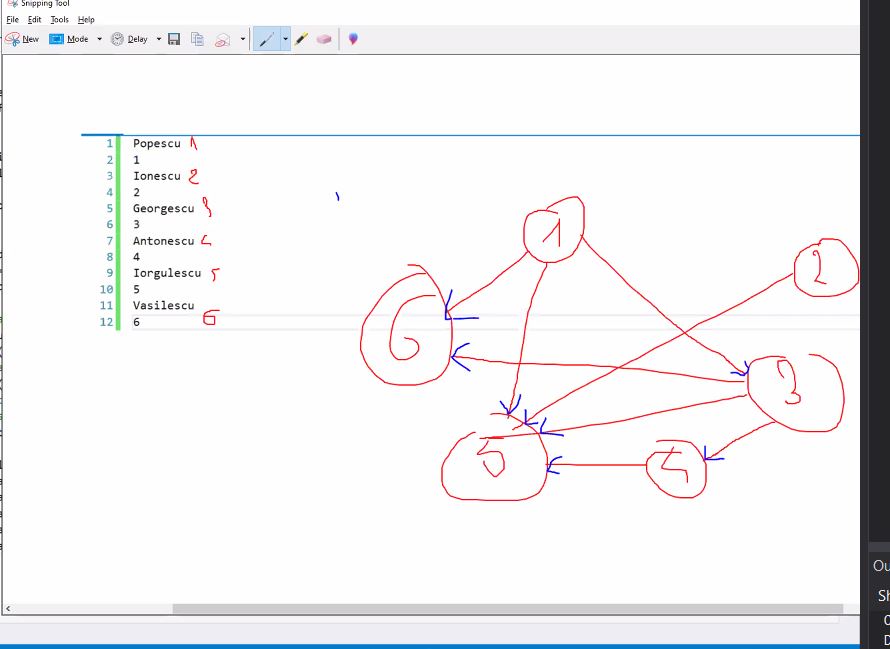 Snipping Tool
File Edit Tools Help
New Mode Delay
1 Popescu 1
2 1
3 Ionescu 2
4 2
5 Georgescu 3
6 3
7 Antonescu 4
8 4
9 Iorgulescu 5
10 5
11 Vasilescu
12 6 6
1
2
6
3
5
4
Ou
Sh